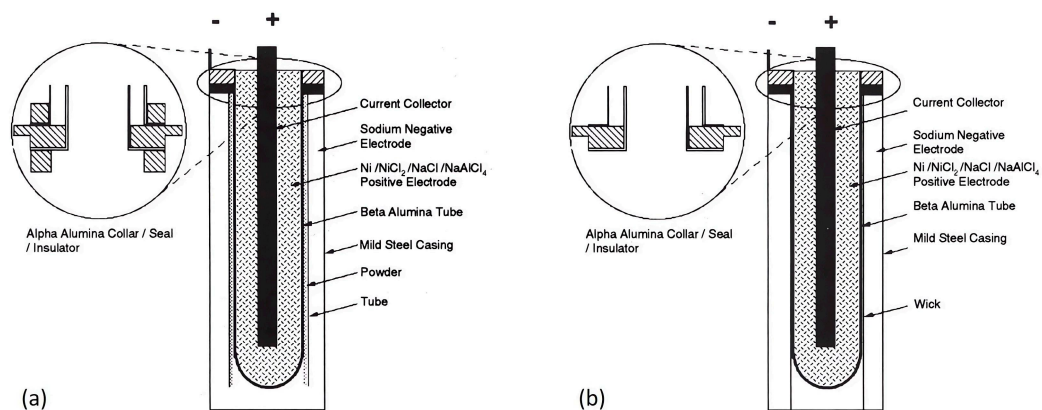 - +
Current Collector
Sodium Negative
Electrode
Ni /NiCl2 /NaCl /NaAlCl4
Positive Electrode
Beta Alumina Tube
Mild Steel Casing
Powder
Tube
Alpha Alumina Collar / Seal
/ Insulator
(a)
- +
Current Collector
Sodium Negative
Electrode
Ni /NiCl2 /NaCl /NaAlCl4
Positive Electrode
Beta Alumina Tube
Mild Steel Casing
Wick
Alpha Alumina Collar / Seal
/ Insulator
(b)